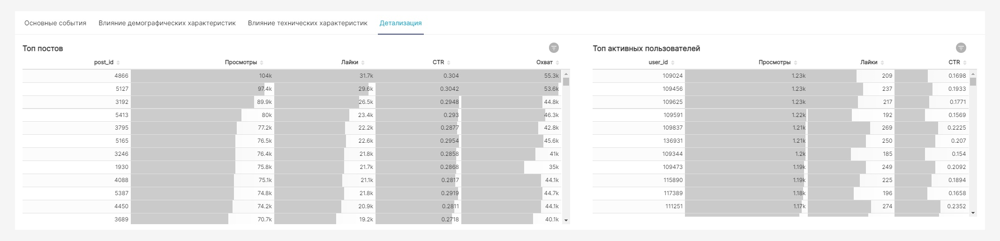 Основные события Влияние демографических характеристик Влияние технических характеристик Детализация
Топ постов
post_id Просмотры Лайки CTR Охват
4866 104k 31.7k 0.304 55.3k
5127 97.4k 29.6k 0.3042 53.6k
3192 89.9k 26.5k 0.2948 44.8k
5413 80k 23.4k 0.293 46.3k
3795 77.2k 22.2k 0.2877 42.8k
5165 76.5k 22.6k 0.2954 45.6k
3246 76.4k 21.8k 0.2858 41k
1930 75.8k 21.7k 0.2868 35k
4088 75.1k 21.1k 0.2817 44.1k
5387 74.8k 21.8k 0.2919 44.7k
4450 74.2k 20.9k 0.2811 44.1k
3689 70.7k 19.2k 0.2718 40.1k
Топ активных пользователей
user_id Просмотры Лайки CTR
109024 1.23k 209 0.1698
109456 1.23k 237 0.1933
109625 1.23k 217 0.1771
109591 1.22k 192 0.1569
109837 1.21k 269 0.2225
136931 1.21k 250 0.207
109344 1.2k 185 0.154
109473 1.19k 249 0.2092
115890 1.19k 225 0.1894
117389 1.18k 196 0.1658
111251 1.17k 274 0.2352